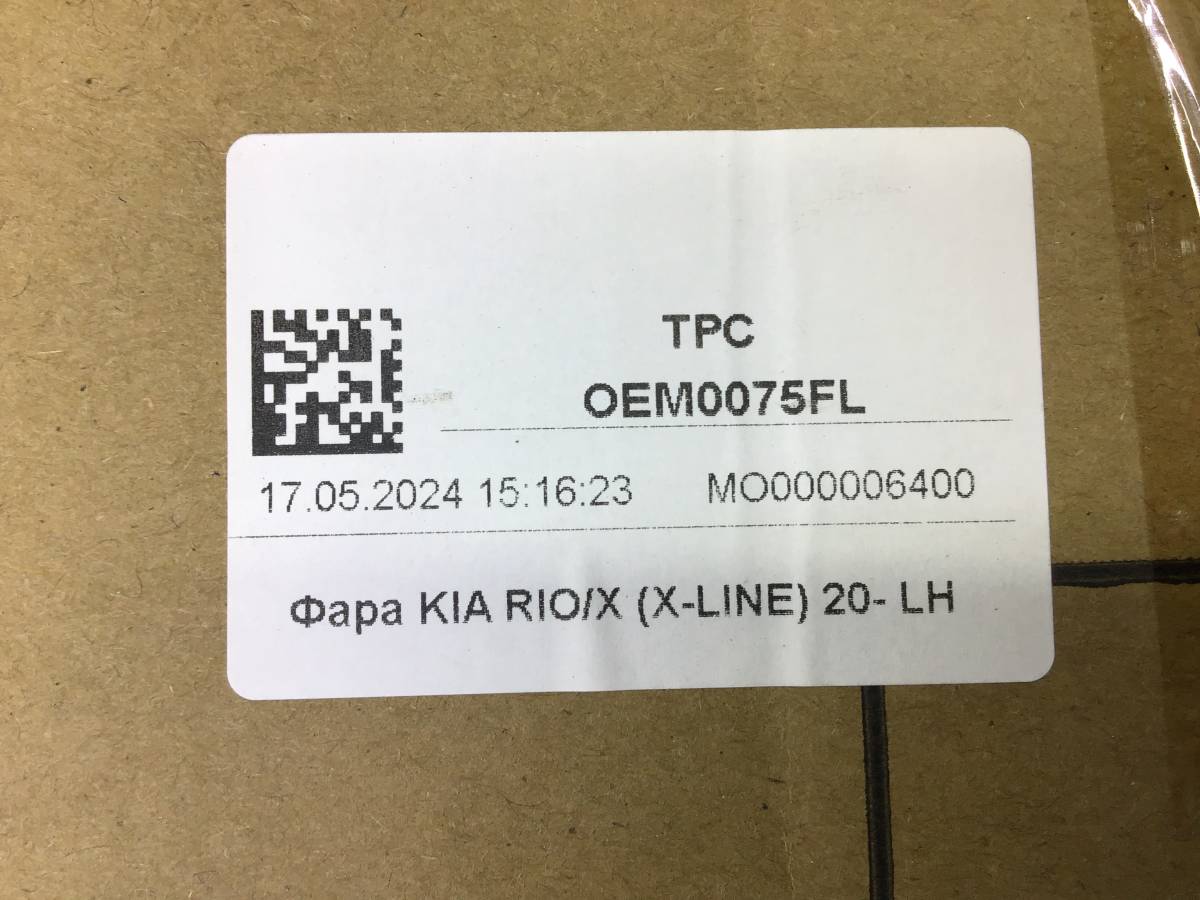 TPC
OEM0075FL
17.05.2024 15:16:23 MO000006400
Фара KIA RIO/X (X-LINE) 20- LH